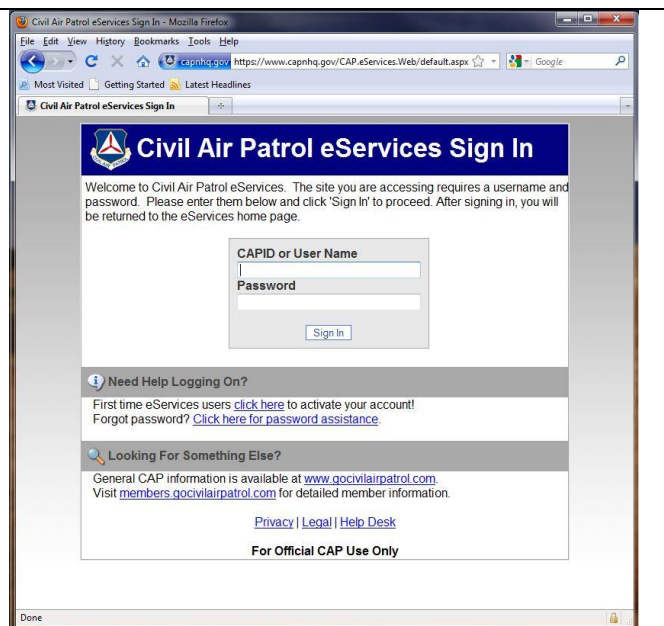 Civil Air Patrol eServices Sign In - Mozilla Firefox
File Edit View History Bookmarks Tools Help
capnhq.gov https://www.capnhq.gov/CAP.eServices.Web/default.aspx Google
Most Visited Getting Started Latest Headlines
Civil Air Patrol eServices Sign In
Civil Air Patrol eServices Sign In
Welcome to Civil Air Patrol eServices. The site you are accessing requires a username and
password. Please enter them below and click 'Sign In' to proceed. After signing in, you will
be returned to the eServices home page.
CAPID or User Name
Password
Sign In
Need Help Logging On?
First time eServices users click here to activate your account!
Forgot password? Click here for password assistance.
Looking For Something Else?
General CAP information is available at www.gocivilairpatrol.com.
Visit members.gocivilairpatrol.com for detailed member information.
Privacy | Legal | Help Desk
For Official CAP Use Only
Done